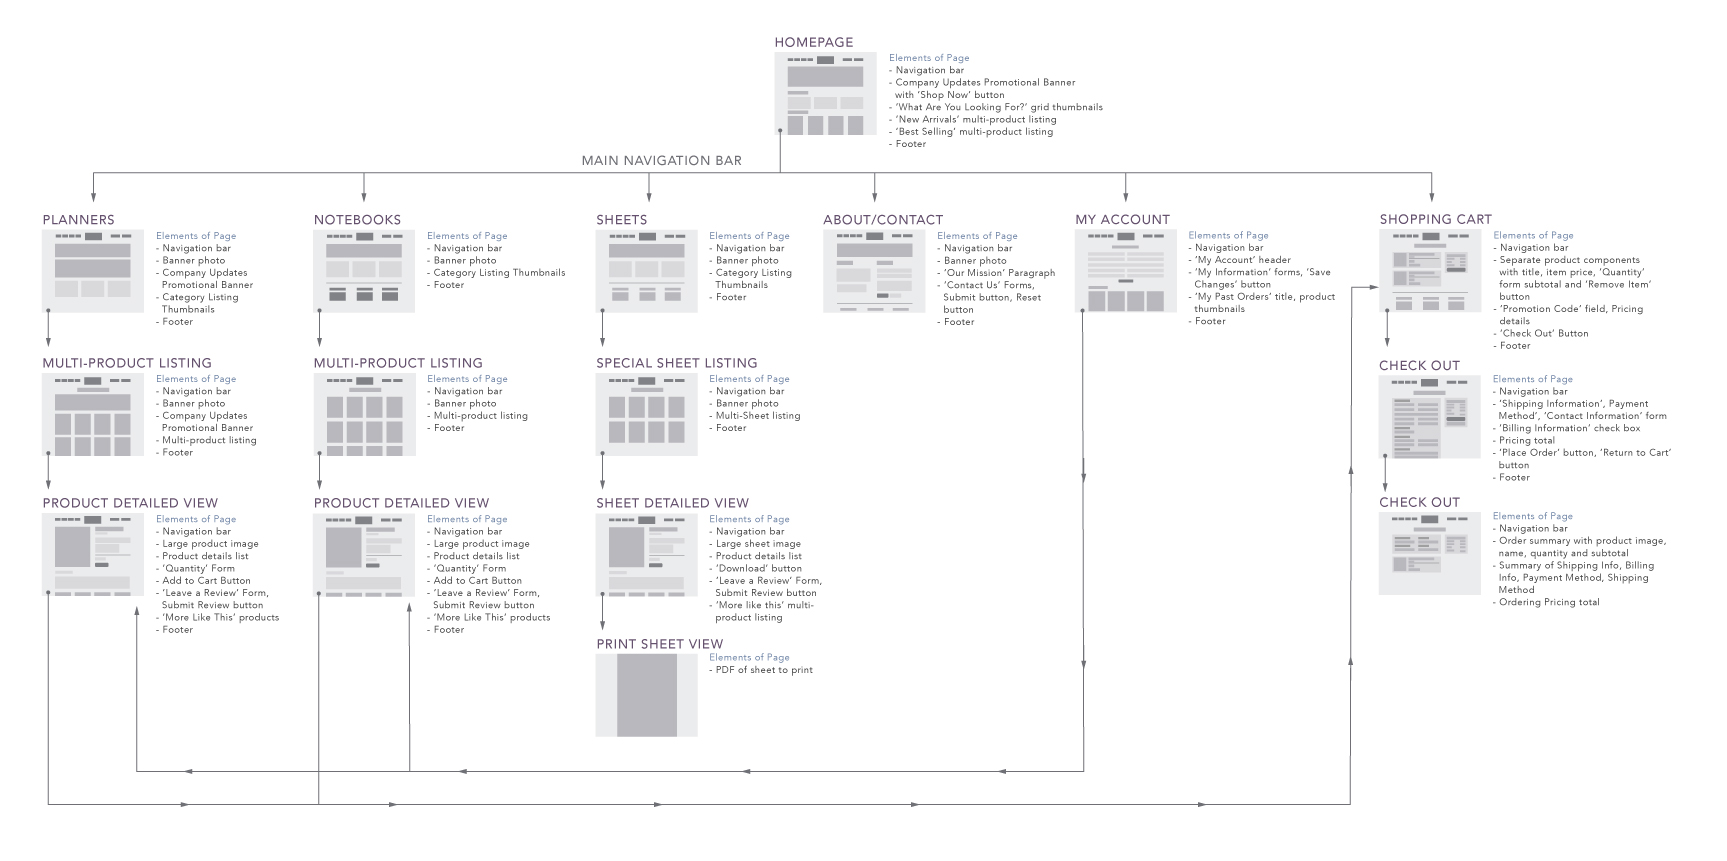 HOMEPAGE
Elements of Page
- Navigation bar
- Company Updates Promotional Banner
with ‘Shop Now’ button
- ‘What Are You Looking For?’ grid thumbnails
- ‘New Arrivals’ multi-product listing
- ‘Best Selling’ multi-product listing
- Footer
MAIN NAVIGATION BAR
PLANNERS
Elements of Page
- Navigation bar
- Banner photo
- Company Updates
Promotional Banner
- Category Listing
Thumbnails
- Footer
MULTI-PRODUCT LISTING
Elements of Page
- Navigation bar
- Banner photo
- Company Updates
Promotional Banner
- Multi-product listing
- Footer
PRODUCT DETAILED VIEW
Elements of Page
- Navigation bar
- Large product image
- Product details list
- ‘Quantity’ Form
- Add to Cart Button
- ‘Leave a Review’ Form,
Submit Review button
- ‘More Like This’ products
- Footer
NOTEBOOKS
Elements of Page
- Navigation bar
- Banner photo
- Category Listing Thumbnails
- Footer
MULTI-PRODUCT LISTING
Elements of Page
- Navigation bar
- Banner photo
- Multi-product listing
- Footer
PRODUCT DETAILED VIEW
Elements of Page
- Navigation bar
- Large product image
- Product details list
- ‘Quantity’ Form
- Add to Cart Button
- ‘Leave a Review’ Form,
Submit Review button
- ‘More Like This’ products
- Footer
SHEETS
Elements of Page
- Navigation bar
- Banner photo
- Category Listing
Thumbnails
- Footer
SPECIAL SHEET LISTING
Elements of Page
- Navigation bar
- Banner photo
- Multi-Sheet listing
- Footer
SHEET DETAILED VIEW
Elements of Page
- Navigation bar
- Large sheet image
- Product details list
- ‘Download’ button
- ‘Leave a Review’ Form,
Submit Review button
- ‘More like this’ multi-
product listing
PRINT SHEET VIEW
Elements of Page
- PDF of sheet to print
ABOUT/CONTACT
Elements of Page
- Navigation bar
- Banner photo
- ‘Our Mission’ Paragraph
- ‘Contact Us’ Forms,
Submit button, Reset
button
- Footer
MY ACCOUNT
Elements of Page
- Navigation bar
- ‘My Account’ header
- ‘My Information’ forms, ‘Save
Changes’ button
- ‘My Past Orders’ title, product
thumbnails
- Footer
SHOPPING CART
Elements of Page
- Navigation bar
- Separate product components
with title, item price, ‘Quantity’
form subtotal and ‘Remove Item’
button
- ‘Promotion Code’ field, Pricing
details
- ‘Check Out’ Button
- Footer
CHECK OUT
Elements of Page
- Navigation bar
- ‘Shipping Information’, Payment
Method’, ‘Contact Information’ form
- ‘Billing Information’ check box
- Pricing total
- ‘Place Order’ button, ‘Return to Cart’
button
- Footer
CHECK OUT
Elements of Page
- Navigation bar
- Order summary with product image,
name, quantity and subtotal
- Summary of Shipping Info, Billing
Info, Payment Method, Shipping
Method
- Ordering Pricing total